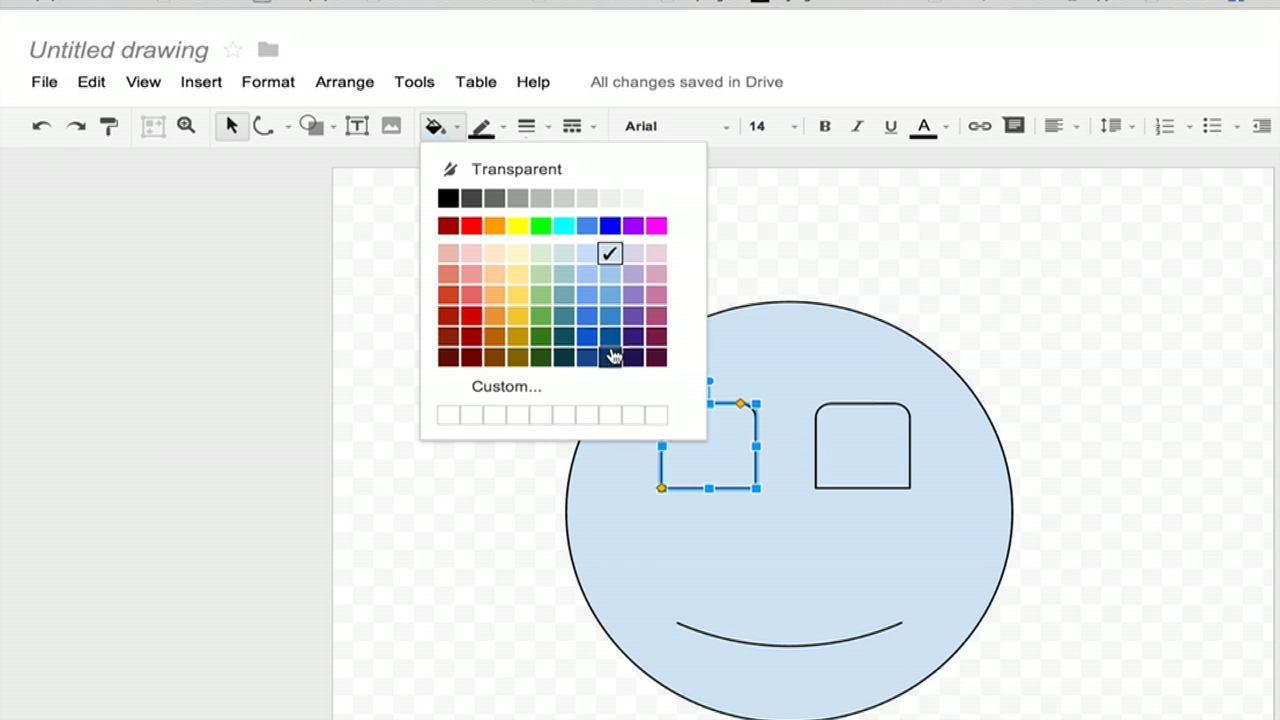 Untitled drawing
File Edit View Insert Format Arrange Tools Table Help All changes saved in Drive
Arial 14 B I U A
Transparent
Custom...